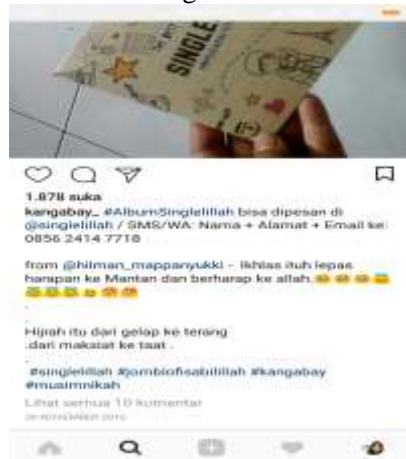 SINGLE
1.878 suka
kangabay_ #AlbumSinglelillah bisa dipesan di
@singlelillah / SMS/WA: Nama + Alamat + Email ke:
0856 2414 7718
from @hilman_mappanyukki - Ikhlas ituh lepas
harapan ke Mantan dan berharap ke allah.
.
Hijrah itu dari gelap ke terang
.dari maksiat ke taat .
.
#singlelillah #jomblofisabilillah #kangabay
#musimnikah
Lihat semua 10 komentar